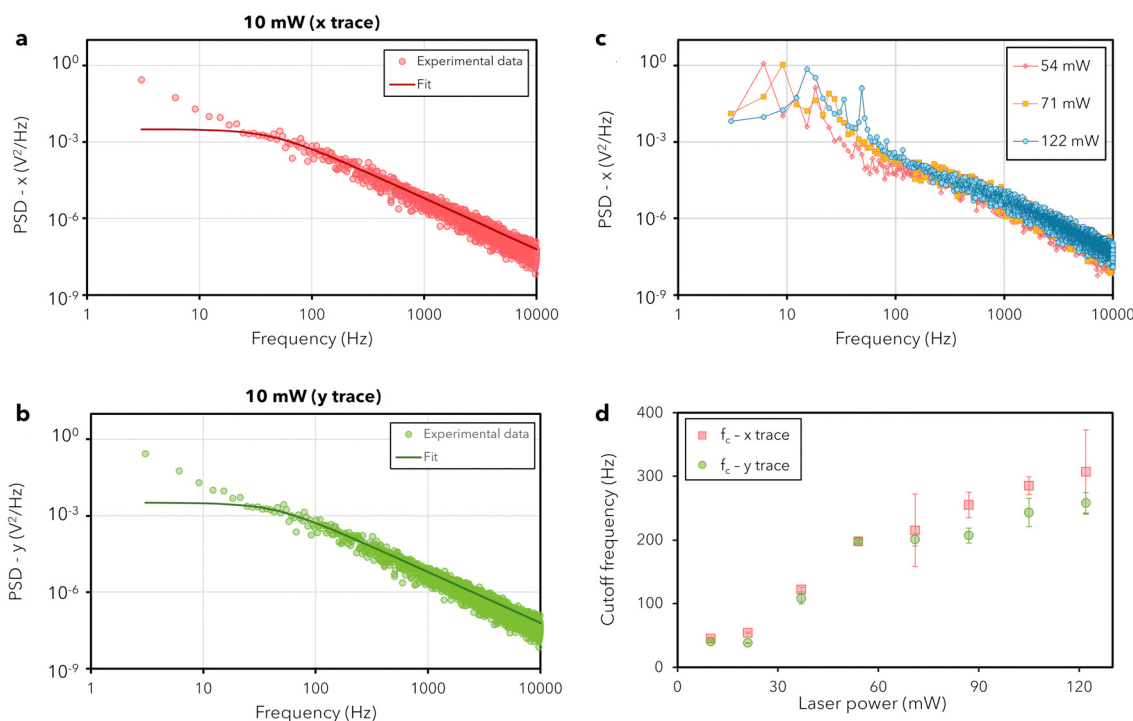 10 mW (x trace)
a
PSD - x (V²/Hz)
10⁰
10⁻³
10⁻⁶
10⁻⁹
Experimental data
Fit
1 10 100 1000 10000
Frequency (Hz)
c
PSD - x (V²/Hz)
10⁰
10⁻³
10⁻⁶
10⁻⁹
54 mW
71 mW
122 mW
1 10 100 1000 10000
Frequency (Hz)
10 mW (y trace)
b
PSD - y (V²/Hz)
10⁰
10⁻³
10⁻⁶
10⁻⁹
Experimental data
Fit
1 10 100 1000 10000
Frequency (Hz)
d
Cutoff frequency (Hz)
400
300
200
100
0
f_c - x trace
f_c - y trace
0 30 60 90 120
Laser power (mW)